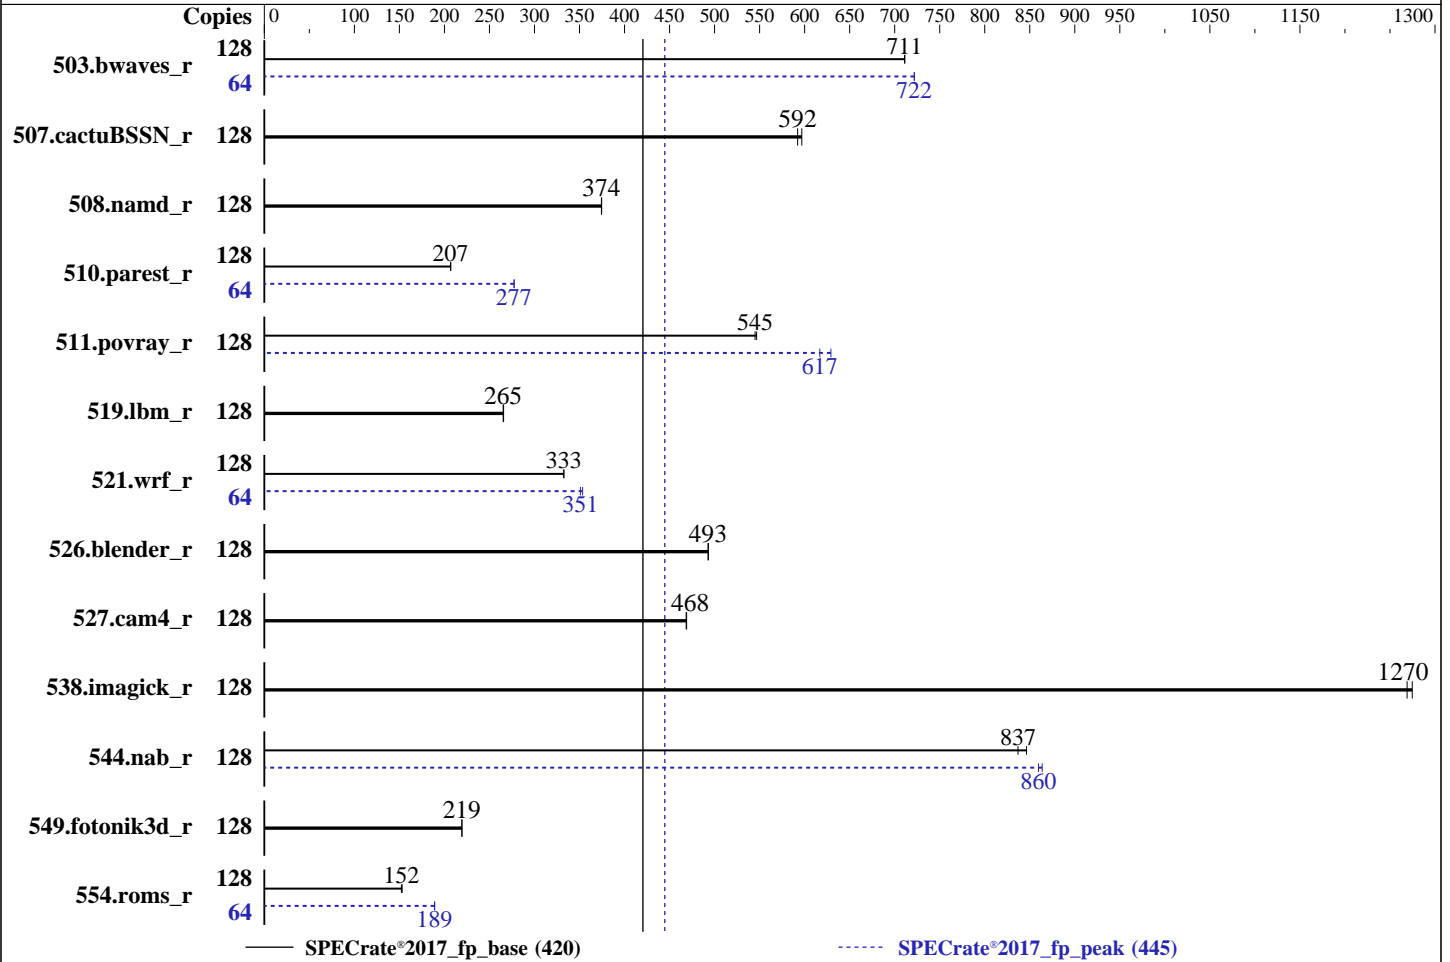 Copies 0 100 150 200 250 300 350 400 450 500 550 600 650 700 750 800 850 900 950 1050 1150 1300
503.bwaves_r 128 711
64 722
507.cactuBSSN_r 128 592
508.namd_r 128 374
510.parest_r 128 207
64 277
511.povray_r 128 545
617
519.lbm_r 128 265
521.wrf_r 128 333
64 351
526.blender_r 128 493
527.cam4_r 128 468
538.imagick_r 128 1270
544.nab_r 128 837
860
549.fotonik3d_r 128 219
554.roms_r 128 152
64 189
SPECrate®2017_fp_base (420) SPECrate®2017_fp_peak (445)